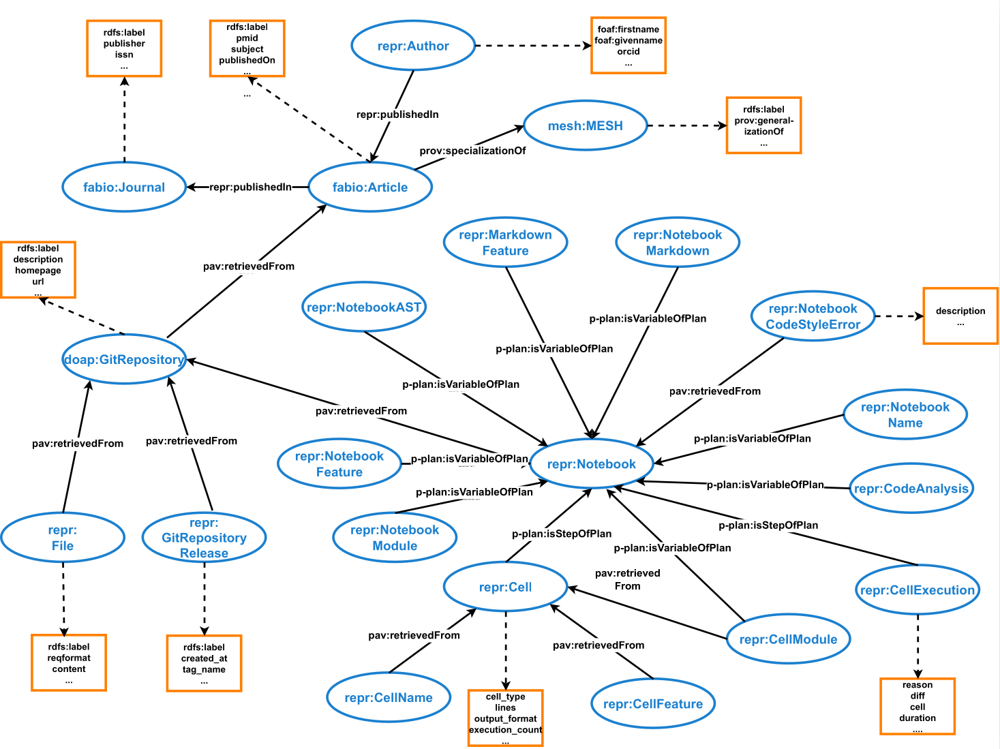 rdfs:label
publisher
issn
...
rdfs:label
pmid
subject
publishedOn
...
...
repr:Author
foaf:firstname
foaf:givenname
orcid
...
repr:publishedIn
mesh:MESH
rdfs:label
prov:general-
izationOf
...
prov:specializationOf
fabio:Journal
repr:publishedIn
fabio:Article
rdfs:label
description
homepage
url
...
pav:retrievedFrom
repr:Markdown
Feature
repr:Notebook
Markdown
repr:NotebookAST
repr:Notebook
CodeStyleError
description
...
p-plan:isVariableOfPlan
p-plan:isVariableOfPlan
doap:GitRepository
p-plan:isVariableOfPlan
pav:retrievedFrom
pav:retrievedFrom
repr:Notebook
Name
pav:retrievedFrom
pav:retrievedFrom
p-plan:isVariableOfPlan
repr:Notebook
Feature
p-plan:isVariableOfPlan
repr:Notebook
p-plan:isVariableOfPlan
p-plan:isVariableOfPlan
repr:CodeAnalysis
repr:
File
repr:
GitRepository
Release
repr:Notebook
Module
p-plan:isStepOfPlan
p-plan:isStepOfPlan
p-plan:isVariableOfPlan
pav:retrieved
From
repr:Cell
repr:CellExecution
pav:retrievedFrom
pav:retrievedFrom
repr:CellModule
rdfs:label
reqformat
content
...
rdfs:label
created_at
tag_name
...
repr:CellName
cell_type
lines
output_format
execution_count
...
repr:CellFeature
reason
diff
cell
duration
....